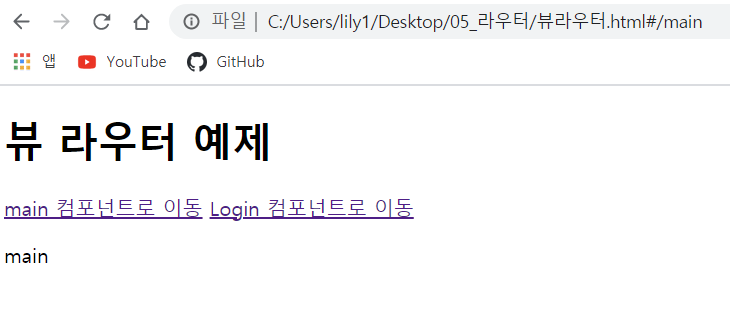 파일 | C:/Users/lily1/Desktop/05_라우터/뷰라우터.html#/main
앱 YouTube GitHub
뷰 라우터 예제
main 컴포넌트로 이동 Login 컴포넌트로 이동
main